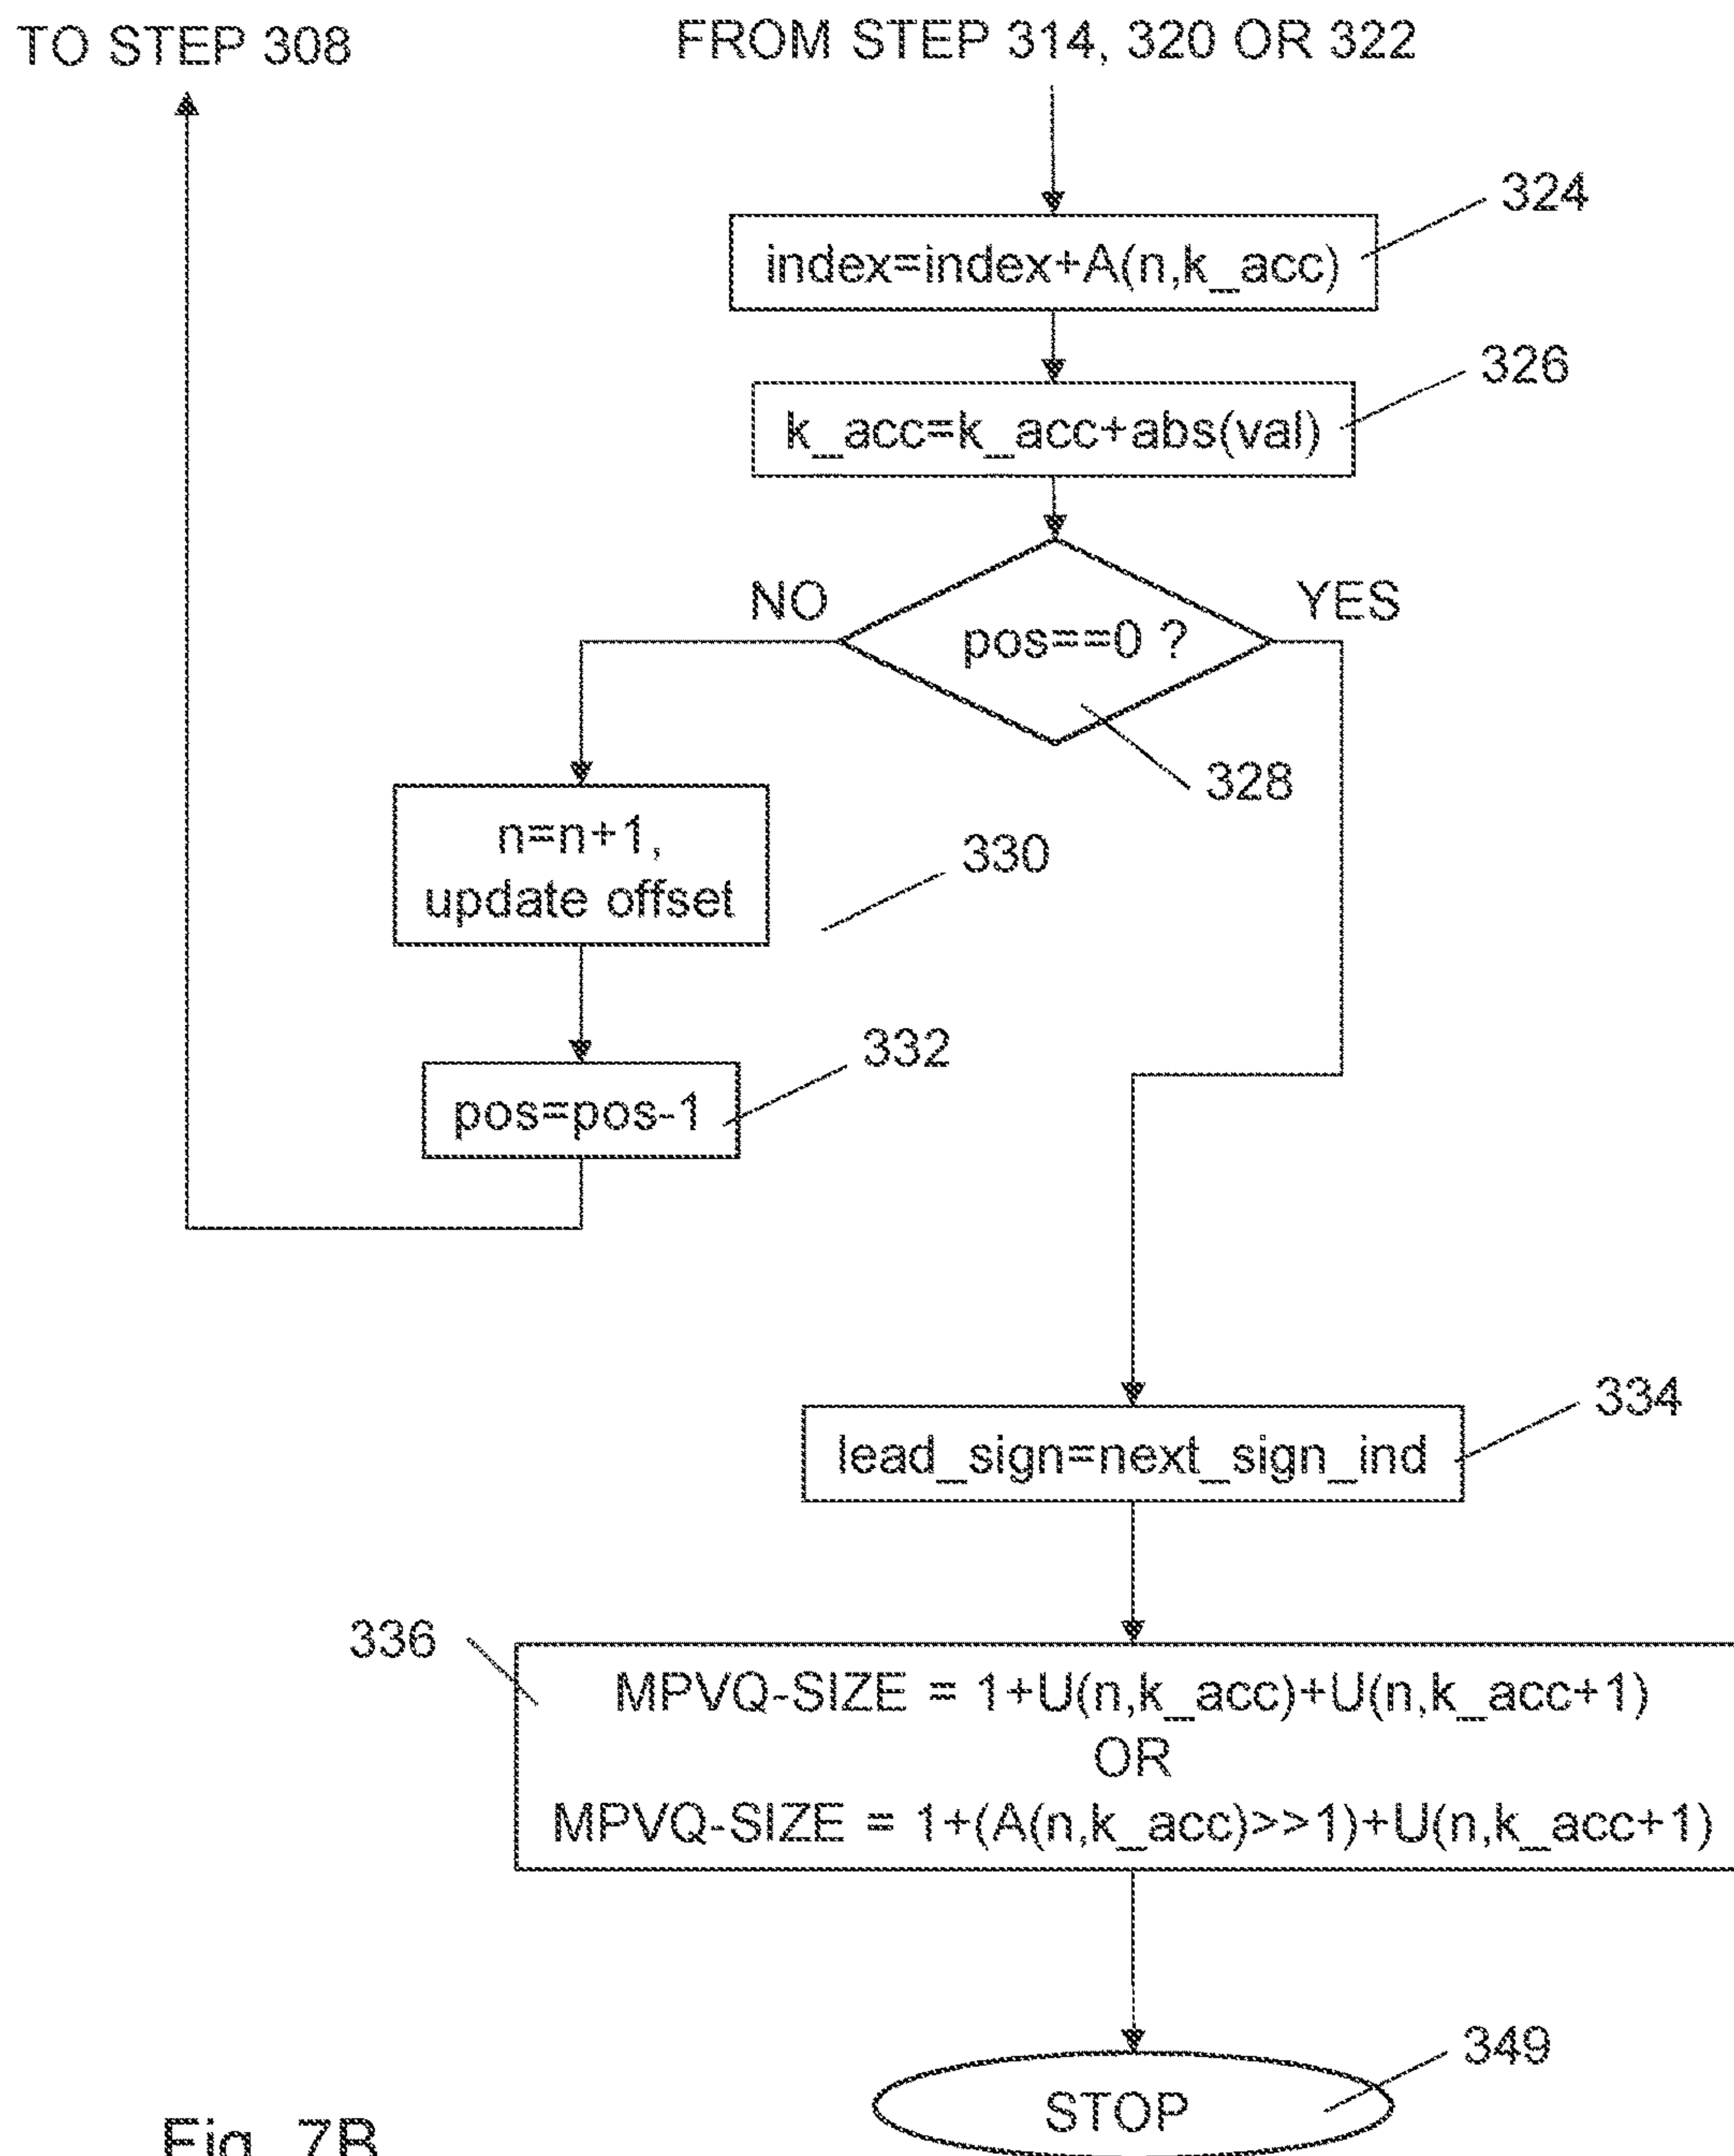 TO STEP 308
FROM STEP 314, 320 OR 322
324
index=index+A(n,k_acc)
326
k_acc=k_acc+abs(val)
NO
YES
pos==0 ?
328
n=n+1,
update offset
330
332
pos=pos-1
334
lead_sign=next_sign_ind
336
MPVQ-SIZE = 1+U(n,k_acc)+U(n,k_acc+1)
OR
MPVQ-SIZE = 1+(A(n,k_acc)>>1)+U(n,k_acc+1)
349
STOP
Fig. 7B